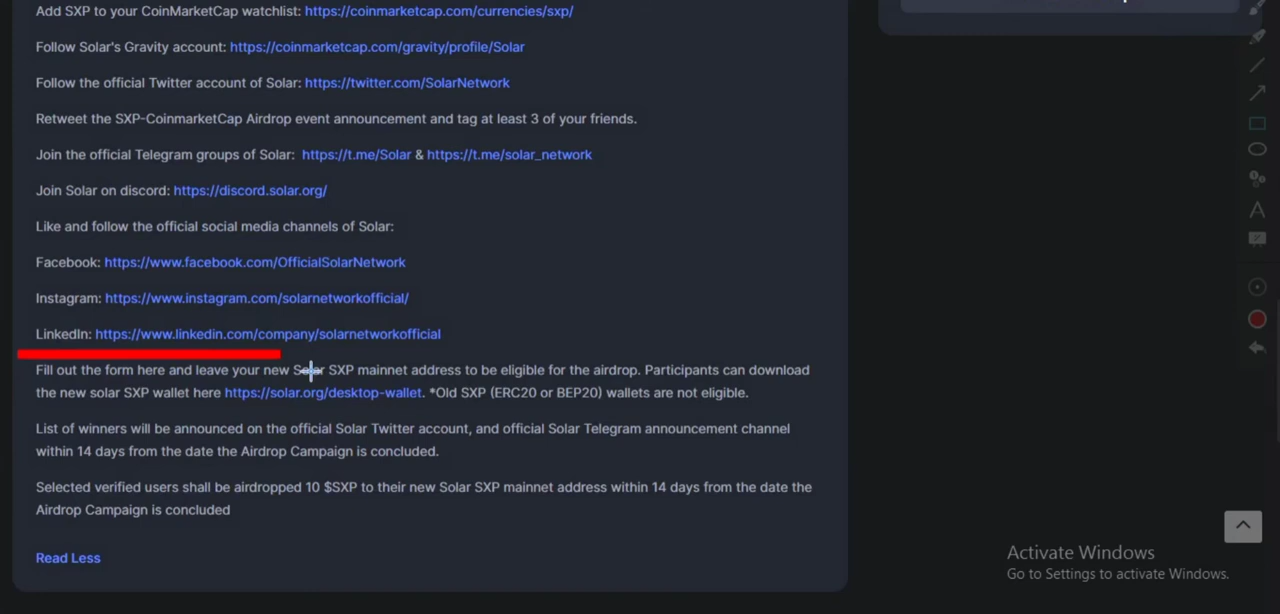 Add SXP to your CoinMarketCap watchlist: https://coinmarketcap.com/currencies/sxp/
Follow Solar's Gravity account: https://coinmarketcap.com/gravity/profile/Solar
Follow the official Twitter account of Solar: https://twitter.com/SolarNetwork
Retweet the SXP-CoinmarketCap Airdrop event announcement and tag at least 3 of your friends.
Join the official Telegram groups of Solar: https://t.me/Solar & https://t.me/solar_network
Join Solar on discord: https://discord.solar.org/
Like and follow the official social media channels of Solar:
Facebook: https://www.facebook.com/OfficialSolarNetwork
Instagram: https://www.instagram.com/solarnetworkofficial/
LinkedIn: https://www.linkedin.com/company/solarnetworkofficial
Fill out the form here and leave your new Solar SXP mainnet address to be eligible for the airdrop. Participants can download
the new solar SXP wallet here https://solar.org/desktop-wallet. *Old SXP (ERC20 or BEP20) wallets are not eligible.
List of winners will be announced on the official Solar Twitter account, and official Solar Telegram announcement channel
within 14 days from the date the Airdrop Campaign is concluded.
Selected verified users shall be airdropped 10 $SXP to their new Solar SXP mainnet address within 14 days from the date the
Airdrop Campaign is concluded
Read Less
A
Activate Windows
Go to Settings to activate Windows.